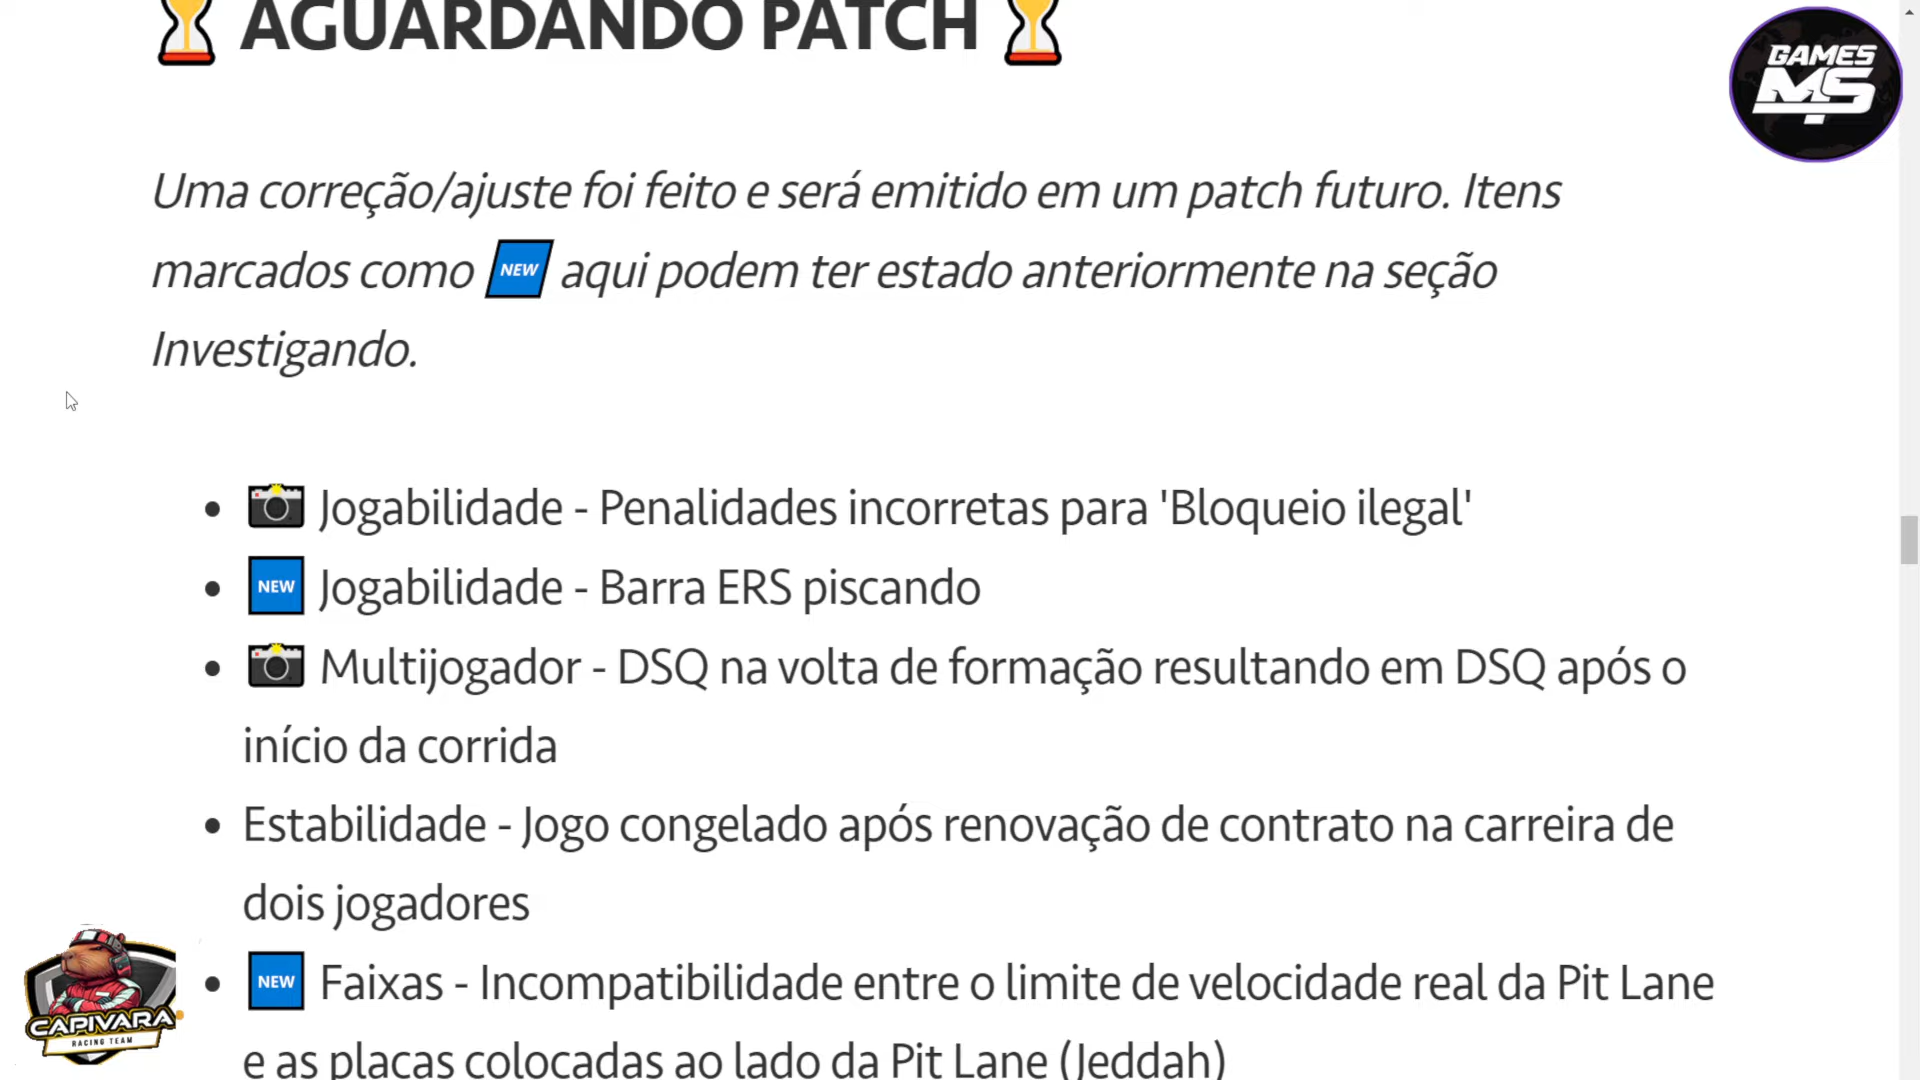 ⏳ AGUARDANDO PATCH ⏳
GAMES
MS
Uma correção/ajuste foi feito e será emitido em um patch futuro. Itens
marcados como 🆕 aqui podem ter estado anteriormente na seção
Investigando.
• 📸 Jogabilidade - Penalidades incorretas para 'Bloqueio ilegal'
• 🆕 Jogabilidade - Barra ERS piscando
• 📸 Multijogador - DSQ na volta de formação resultando em DSQ após o
início da corrida
• Estabilidade - Jogo congelado após renovação de contrato na carreira de
dois jogadores
• 🆕 Faixas - Incompatibilidade entre o limite de velocidade real da Pit Lane
e as placas colocadas ao lado da Pit Lane (Jeddah)
CAPIVARA
RACING TEAM